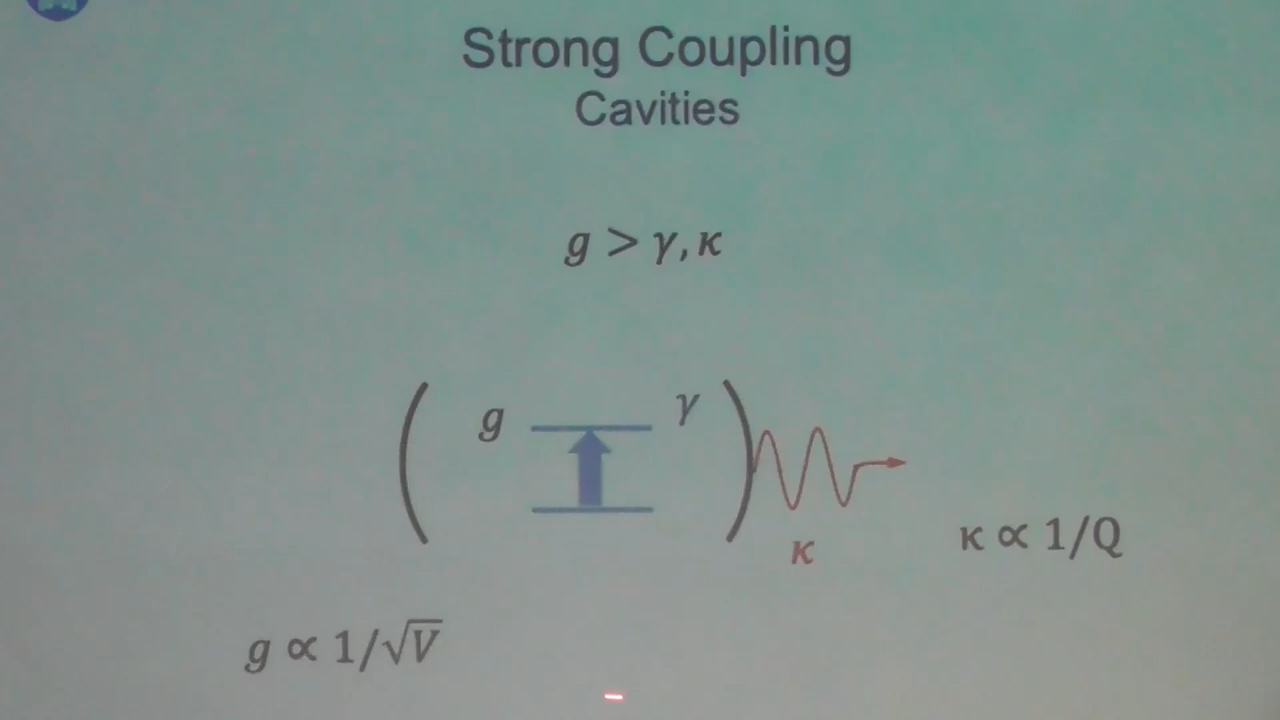 Strong Coupling
Cavities
g > γ, κ
g
γ
κ
κ ∝ 1/Q
g ∝ 1/√V